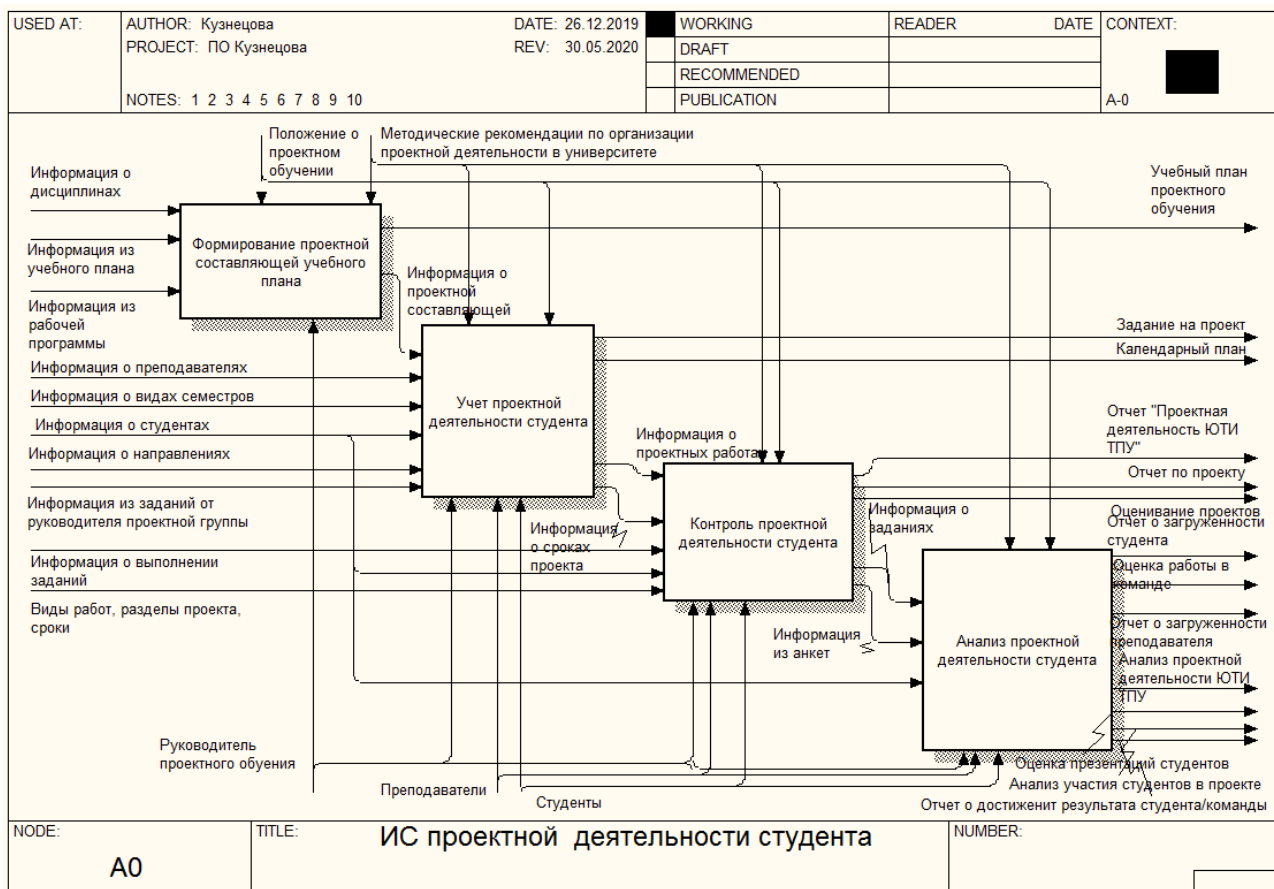 USED AT:
AUTHOR: Кузнецова
DATE: 26.12.2019
PROJECT: ПО Кузнецова
REV: 30.05.2020
NOTES: 1 2 3 4 5 6 7 8 9 10
WORKING
DRAFT
RECOMMENDED
PUBLICATION
READER
DATE
CONTEXT:
A-0
Положение о
проектном
обучении
Методические рекомендации по организации
проектной деятельности в университете
Информация о
дисциплинах
Учебный план
проектного
обучения
Информация из
учебного плана
Формирование проектной
составляющей учебного
плана
Информация о
проектной
составляющей
Информация из
рабочей
программы
Задание на проект
Календарный план
Информация о преподавателях
Информация о видах семестров
Информация о студентах
Информация о направлениях
Учет проектной
деятельности студента
Информация о
проектных работа
Отчет "Проектная
деятельность ЮТИ
ТПУ"
Отчет по проекту
Оценивание проектов
Информация из заданий от
руководителя проектной группы
Информация
о сроках
проекта
Контроль проектной
деятельности студента
Информация о
заданиях
Отчет о загруженности
студента
Информация о выполнении
заданий
Оценка работы в
команде
Виды работ, разделы проекта,
сроки
Информация
из анкет
Анализ проектной
деятельности студента
Отчет о загруженности
преподавателя
Анализ проектной
деятельности ЮТИ
ТПУ
Руководитель
проектного обуения
Преподаватели
Студенты
Оценка презентаций студентов
Анализ участия студентов в проекте
Отчет о достиженит результата студента/команды
NODE:
A0
TITLE:
ИС проектной деятельности студента
NUMBER: